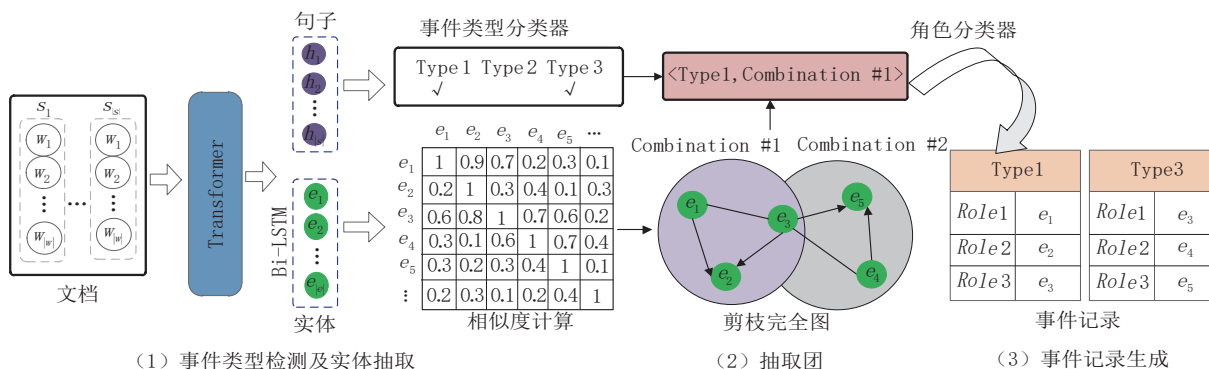 句子
事件类型分类器
角色分类器
Type1 Type2 Type3
√ √
<Type1,Combination #1>
s₁ s|s|
w₁ w₁
w₂ w₂
⋯ ⋯ ⋯
w|w| w|w|
文档
Transformer
h₁
h₂
⋯
h|s|
Bi-LSTM
e₁
e₂
⋯
e|e|
实体
e₁ e₂ e₃ e₄ e₅ ⋯
e₁ 1 0.9 0.7 0.2 0.3 0.1
e₂ 0.2 1 0.3 0.4 0.1 0.3
e₃ 0.6 0.8 1 0.7 0.6 0.2
e₄ 0.3 0.1 0.6 1 0.7 0.4
e₅ 0.3 0.2 0.3 0.4 1 0.1
⋯ 0.2 0.3 0.1 0.2 0.4 1
相似度计算
Combination #1 Combination #2
e₁ e₃ e₅
e₂ e₄
剪枝完全图
Type1
Role1 e₁
Role2 e₂
Role3 e₃
Type3
Role1 e₃
Role2 e₄
Role3 e₅
事件记录
(1) 事件类型检测及实体抽取
(2) 抽取团
(3) 事件记录生成